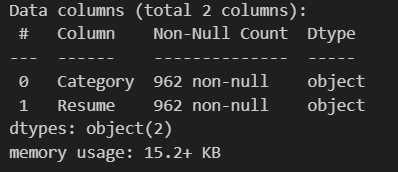 Data columns (total 2 columns):
 #   Column    Non-Null Count  Dtype
---  ------    --------------  -----
 0   Category  962 non-null    object
 1   Resume    962 non-null    object
dtypes: object(2)
memory usage: 15.2+ KB